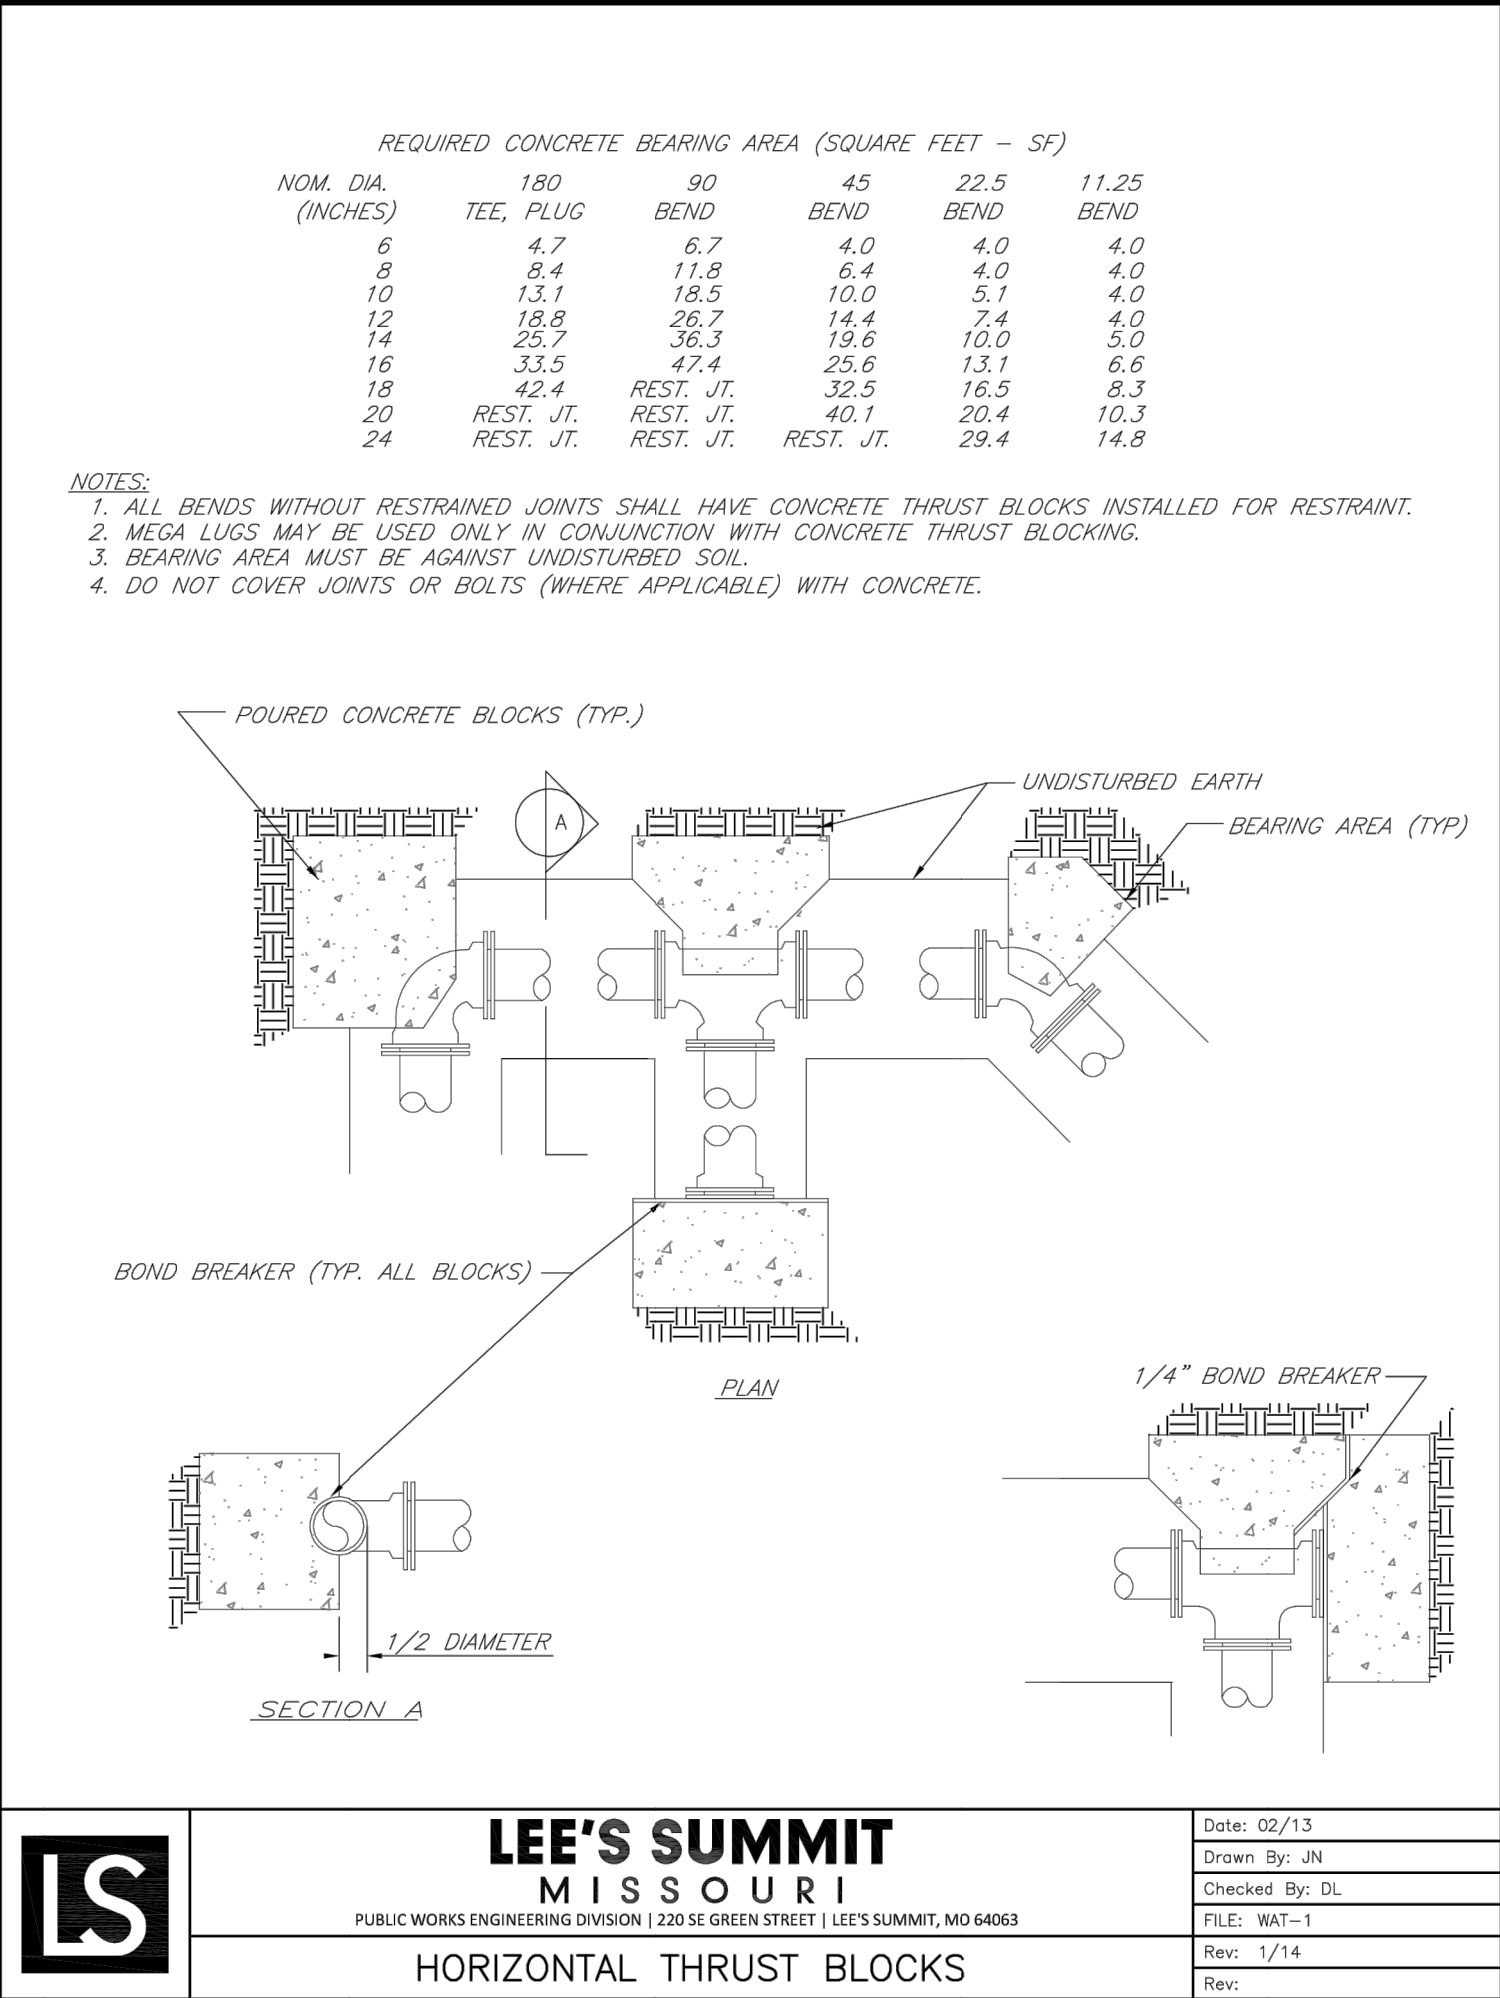 REQUIRED CONCRETE BEARING AREA (SQUARE FEET - SF)
NOM. DIA. 180 90 45 22.5 11.25
(INCHES) TEE, PLUG BEND BEND BEND BEND
6 4.7 6.7 4.0 4.0 4.0
8 8.4 11.8 6.4 4.0 4.0
10 13.1 18.5 10.0 5.1 4.0
12 18.8 26.7 14.4 7.4 4.0
14 25.7 36.3 19.6 10.0 5.0
16 33.5 47.4 25.6 13.1 6.6
18 42.4 REST. JT. 32.5 16.5 8.3
20 REST. JT. REST. JT. 40.1 20.4 10.3
24 REST. JT. REST. JT. REST. JT. 29.4 14.8
NOTES:
1. ALL BENDS WITHOUT RESTRAINED JOINTS SHALL HAVE CONCRETE THRUST BLOCKS INSTALLED FOR RESTRAINT.
2. MEGA LUGS MAY BE USED ONLY IN CONJUNCTION WITH CONCRETE THRUST BLOCKING.
3. BEARING AREA MUST BE AGAINST UNDISTURBED SOIL.
4. DO NOT COVER JOINTS OR BOLTS (WHERE APPLICABLE) WITH CONCRETE.
POURED CONCRETE BLOCKS (TYP.)
UNDISTURBED EARTH
A
BEARING AREA (TYP)
BOND BREAKER (TYP. ALL BLOCKS)
PLAN
1/4" BOND BREAKER
1/2 DIAMETER
SECTION A
LS
LEE'S SUMMIT
MISSOURI
PUBLIC WORKS ENGINEERING DIVISION | 220 SE GREEN STREET | LEE'S SUMMIT, MO 64063
HORIZONTAL THRUST BLOCKS
Date: 02/13
Drawn By: JN
Checked By: DL
FILE: WAT-1
Rev: 1/14
Rev: